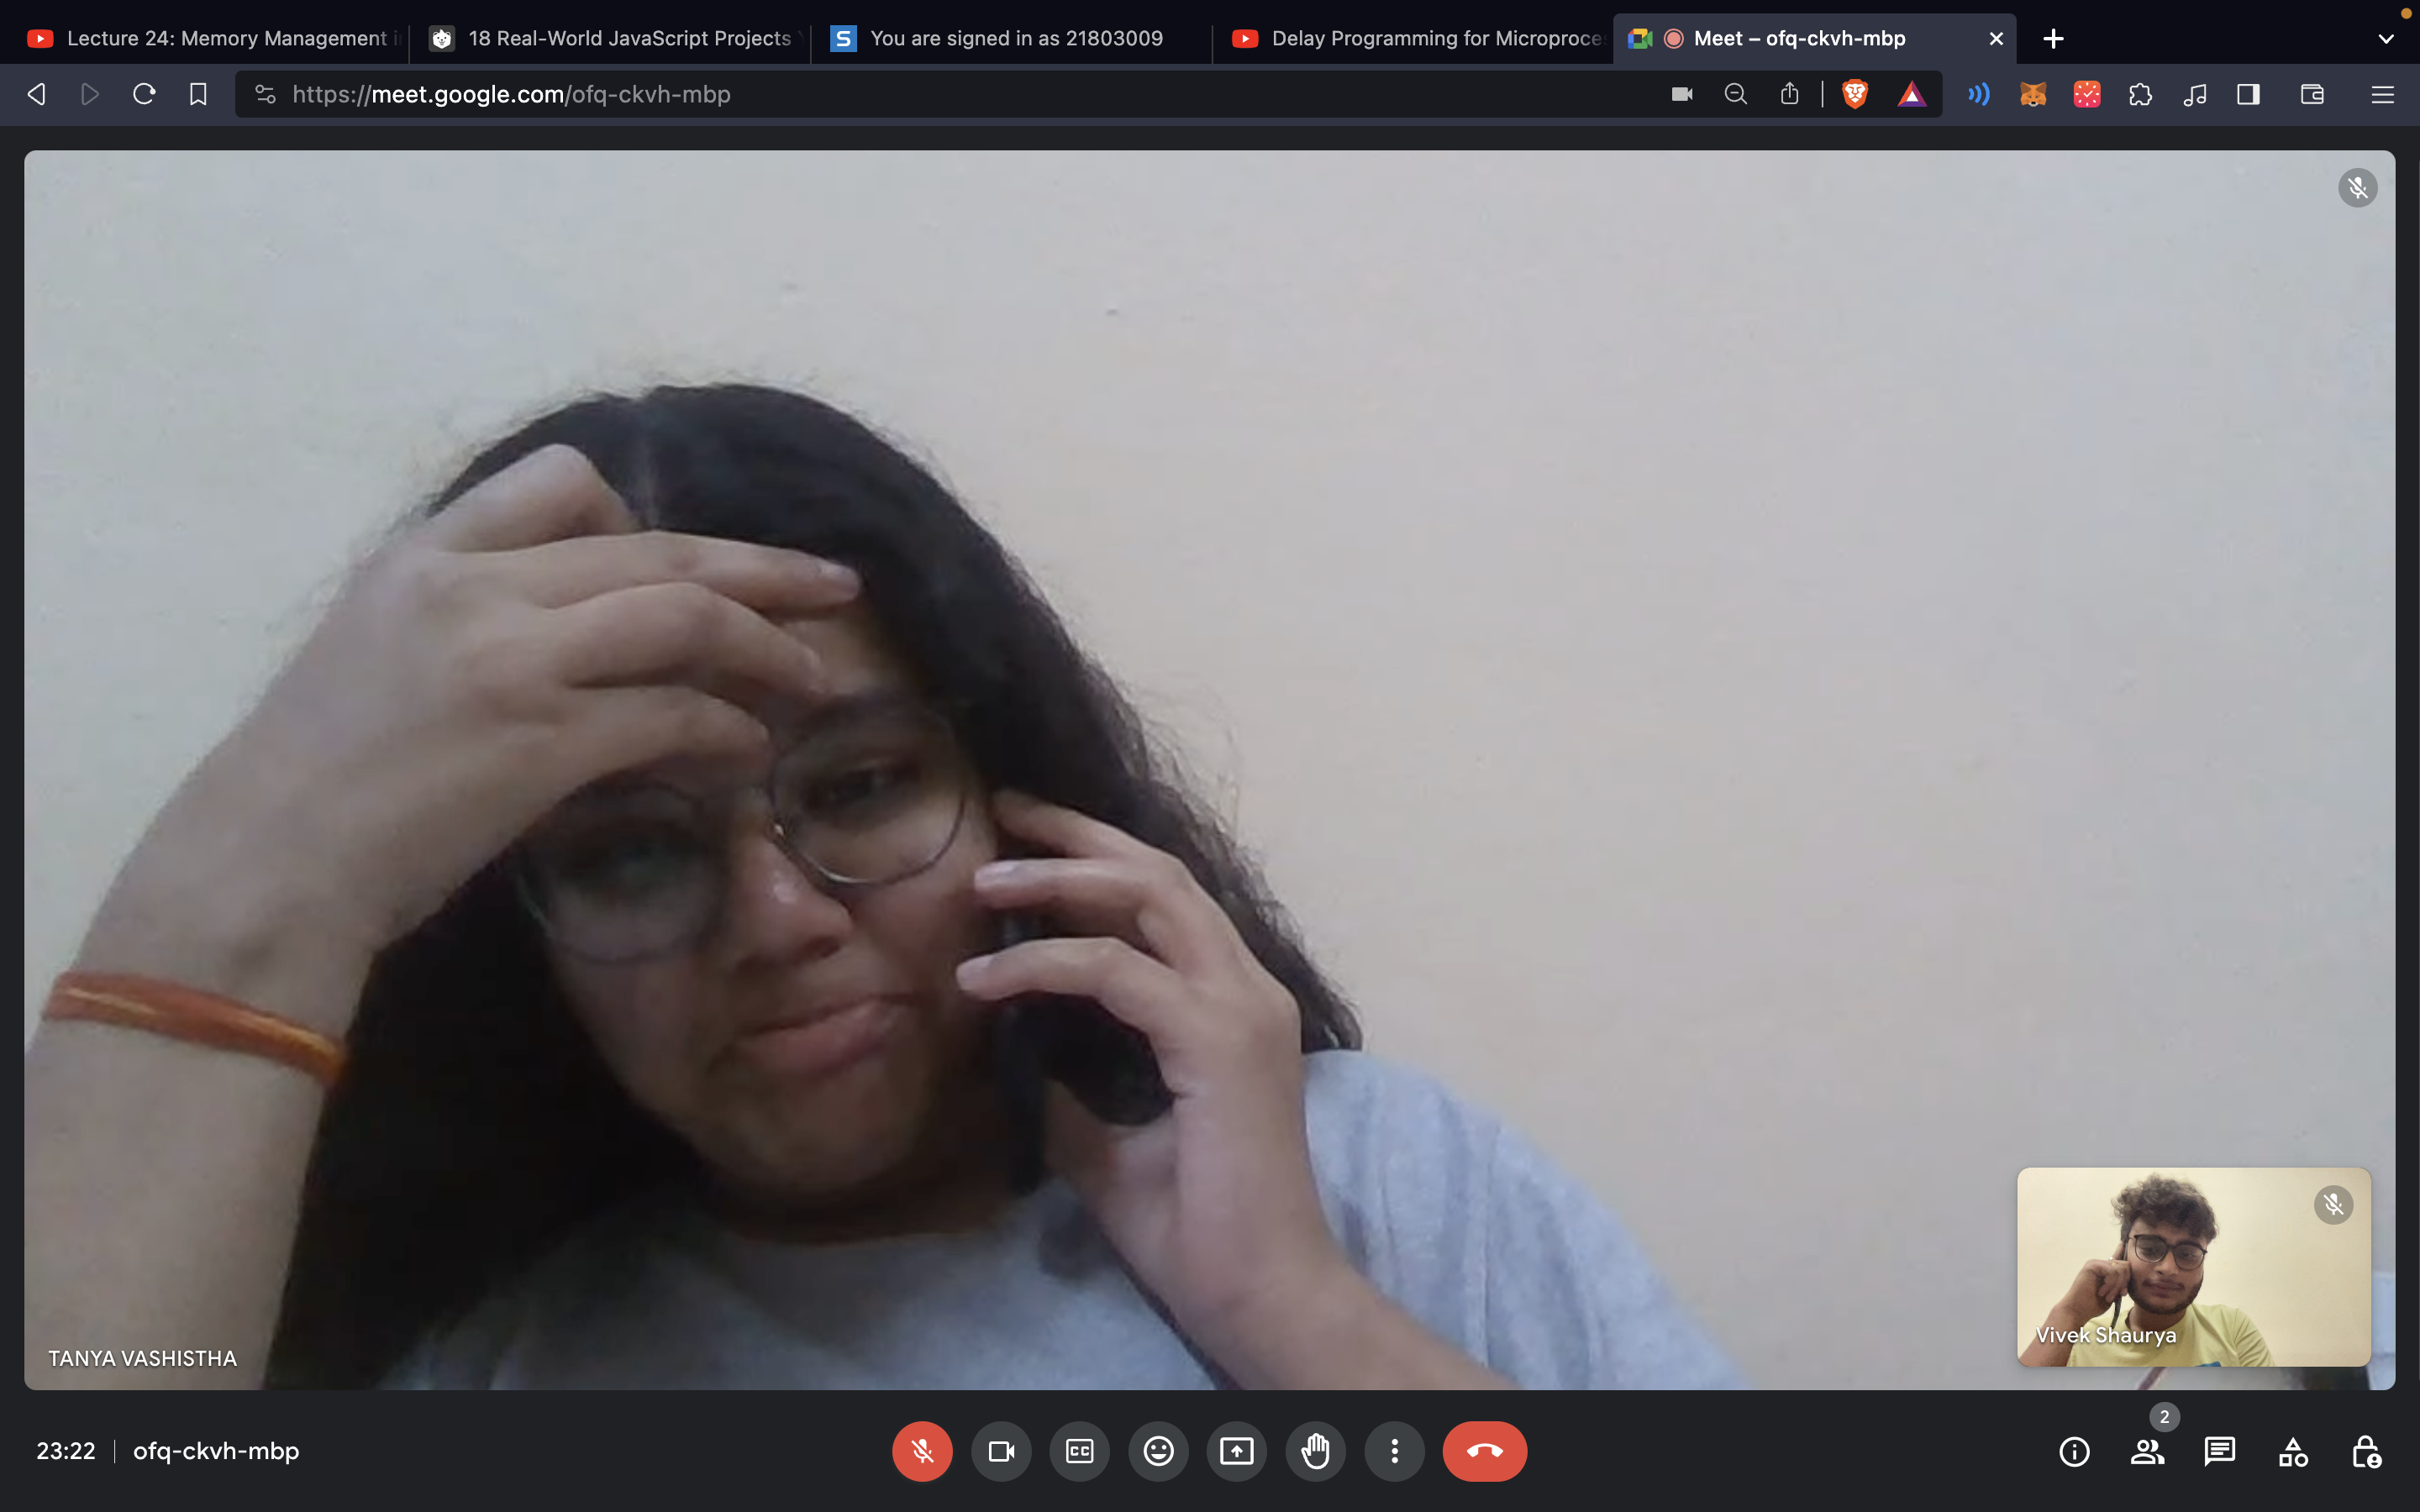 Lecture 24: Memory Management i
18 Real-World JavaScript Projects
S You are signed in as 21803009
Delay Programming for Microproce
Meet – ofq-ckvh-mbp
https://meet.google.com/ofq-ckvh-mbp
TANYA VASHISTHA
Vivek Shaurya
23:22 ofq-ckvh-mbp
CC
2